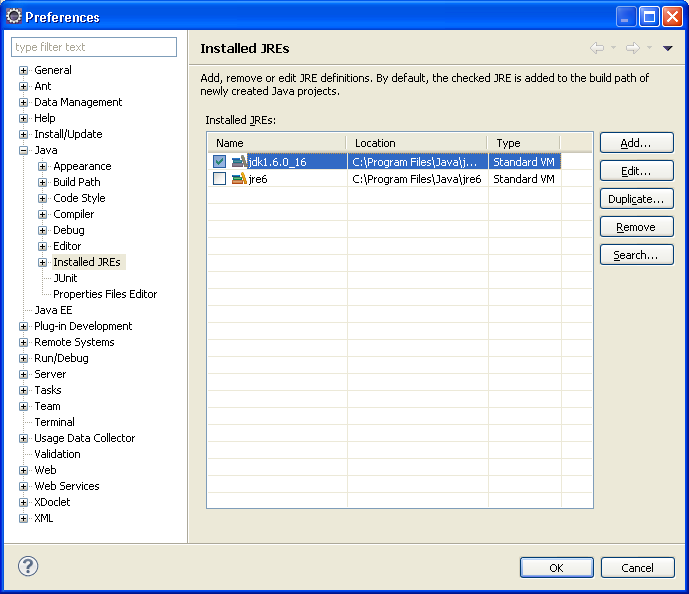 Preferences
type filter text
General
Ant
Data Management
Help
Install/Update
Java
Appearance
Build Path
Code Style
Compiler
Debug
Editor
Installed JREs
JUnit
Properties Files Editor
Java EE
Plug-in Development
Remote Systems
Run/Debug
Server
Tasks
Team
Terminal
Usage Data Collector
Validation
Web
Web Services
XDoclet
XML
Installed JREs
Add, remove or edit JRE definitions. By default, the checked JRE is added to the build path of
newly created Java projects.
Installed JREs:
Name Location Type
jdk1.6.0_16 C:\Program Files\Java\j... Standard VM
jre6 C:\Program Files\Java\jre6 Standard VM
Add...
Edit...
Duplicate...
Remove
Search...
?
OK Cancel